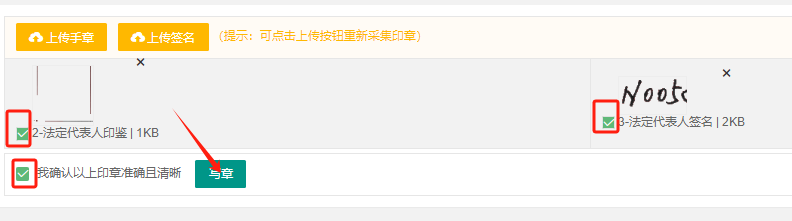 上传手章 上传签名 (提示：可点击上传按钮重新采集印章)
× ×
Noose
2-法定代表人印鉴 | 1KB 3-法定代表人签名 | 2KB
我确认以上印章准确且清晰 写章